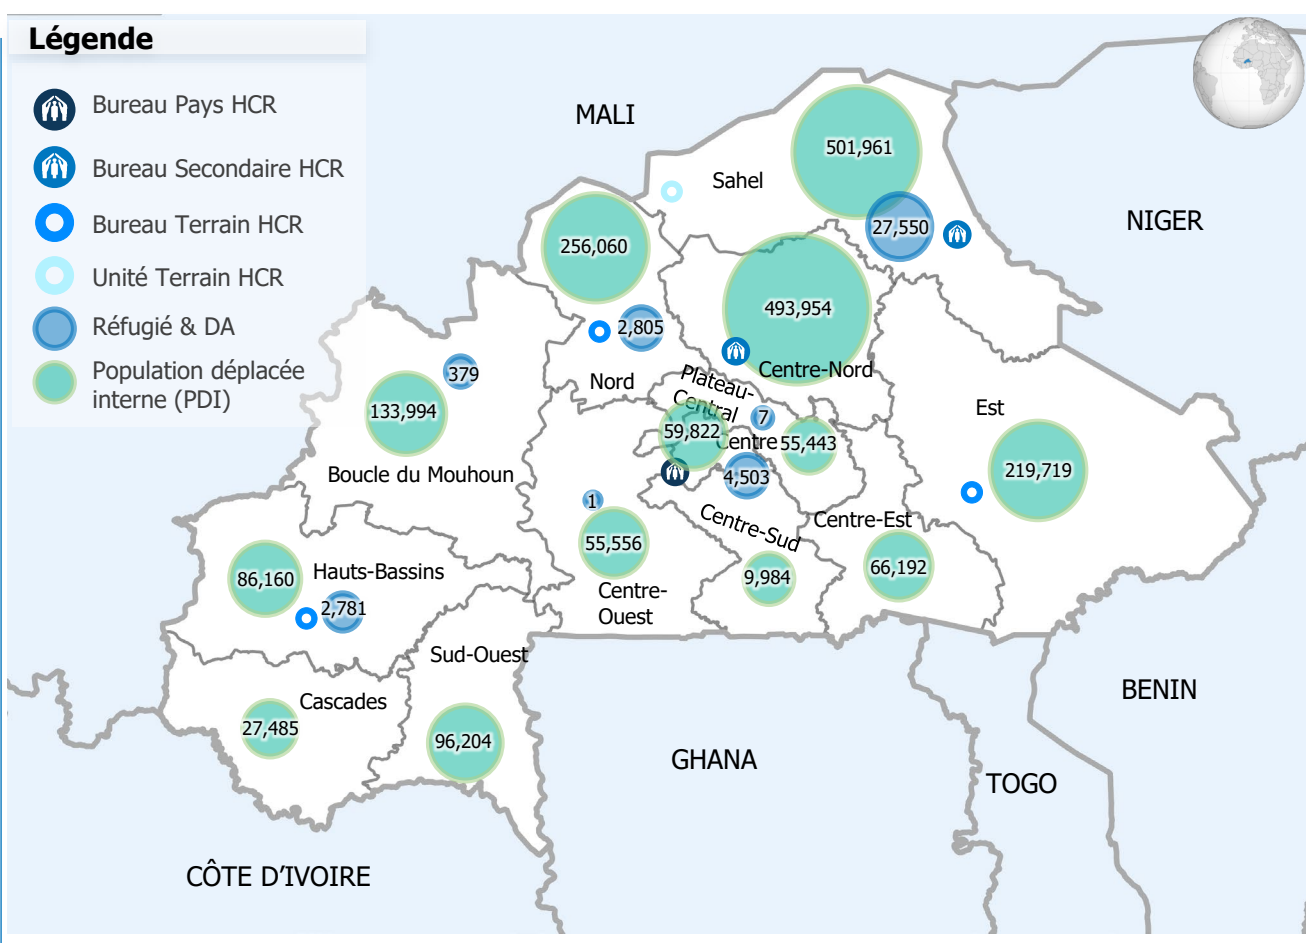 Légende
Bureau Pays HCR
Bureau Secondaire HCR
Bureau Terrain HCR
Unité Terrain HCR
Réfugié & DA
Population déplacée
interne (PDI)
MALI
NIGER
Sahel
501,961
27,550
256,060
2,805
Nord
493,954
Centre-Nord
379
133,994
Boucle du Mouhoun
Plateau-
Central
7
59,822
Centre
55,443
4,503
Est
219,719
1
55,556
Centre-
Ouest
Centre-Sud
9,984
Centre-Est
66,192
86,160
Hauts-Bassins
2,781
Sud-Ouest
96,204
Cascades
27,485
BENIN
GHANA
TOGO
CÔTE D'IVOIRE